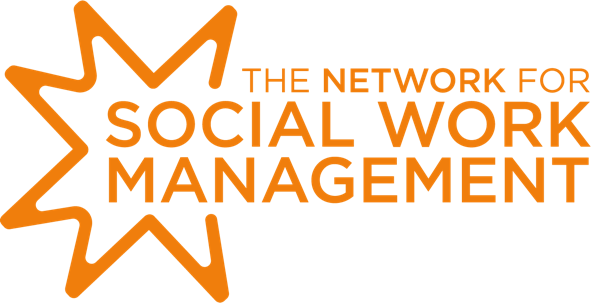 THE NETWORK FOR
SOCIAL WORK
MANAGEMENT